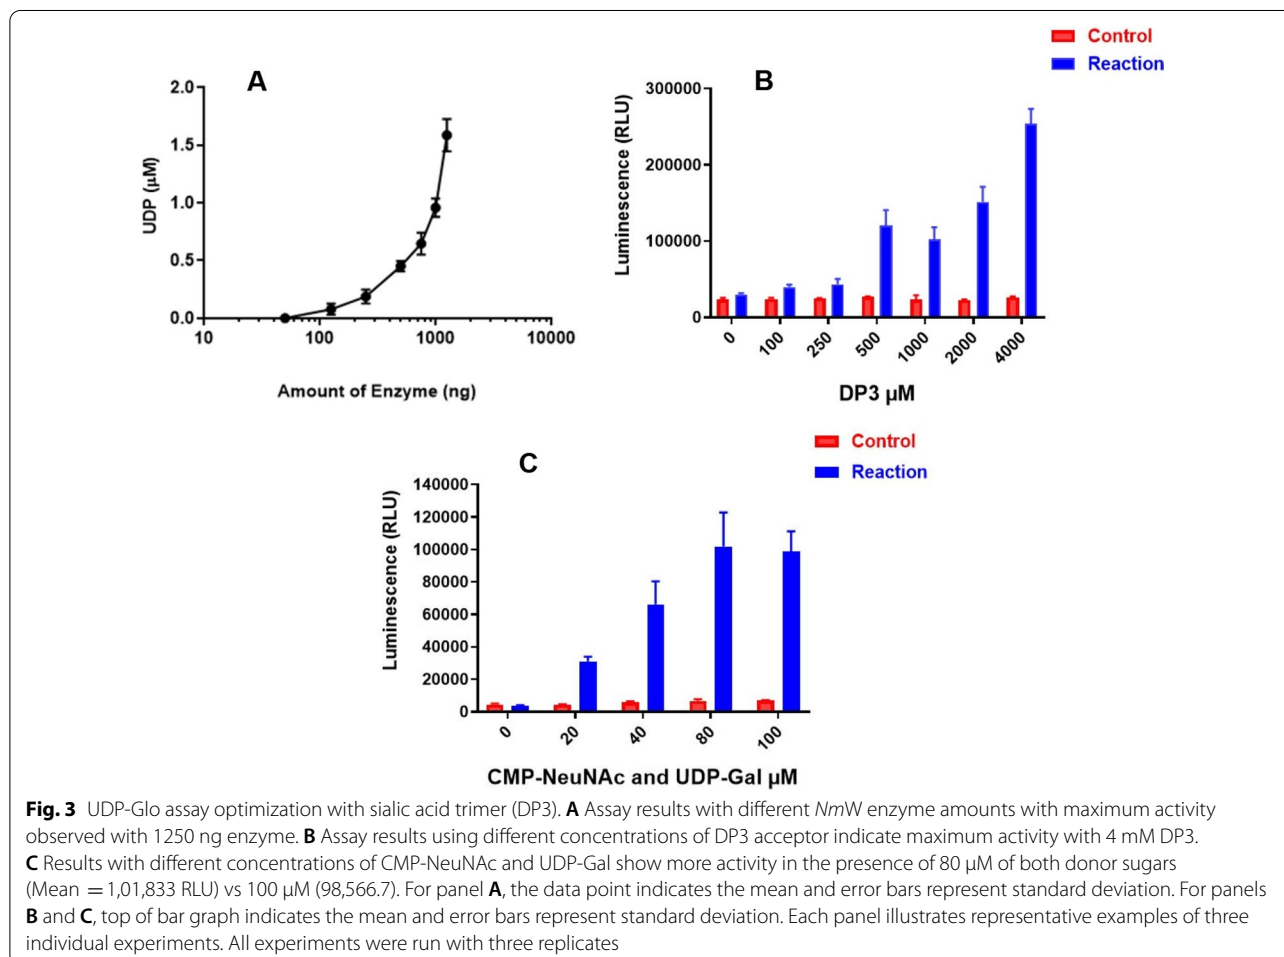 Control
Reaction
A
2.0
1.5
1.0
0.5
0.0
UDP (µM)
10 100 1000 10000
Amount of Enzyme (ng)
B
300000
200000
100000
0
Luminescence (RLU)
0 100 250 500 1000 2000 4000
DP3 µM
Control
Reaction
C
140000
120000
100000
80000
60000
40000
20000
0
Luminescence (RLU)
0 20 40 80 100
CMP-NeuNAc and UDP-Gal µM
Fig. 3 UDP-Glo assay optimization with sialic acid trimer (DP3). A Assay results with different NmW enzyme amounts with maximum activity
observed with 1250 ng enzyme. B Assay results using different concentrations of DP3 acceptor indicate maximum activity with 4 mM DP3.
C Results with different concentrations of CMP-NeuNAc and UDP-Gal show more activity in the presence of 80 µM of both donor sugars
(Mean = 1,01,833 RLU) vs 100 µM (98,566.7). For panel A, the data point indicates the mean and error bars represent standard deviation. For panels
B and C, top of bar graph indicates the mean and error bars represent standard deviation. Each panel illustrates representative examples of three
individual experiments. All experiments were run with three replicates